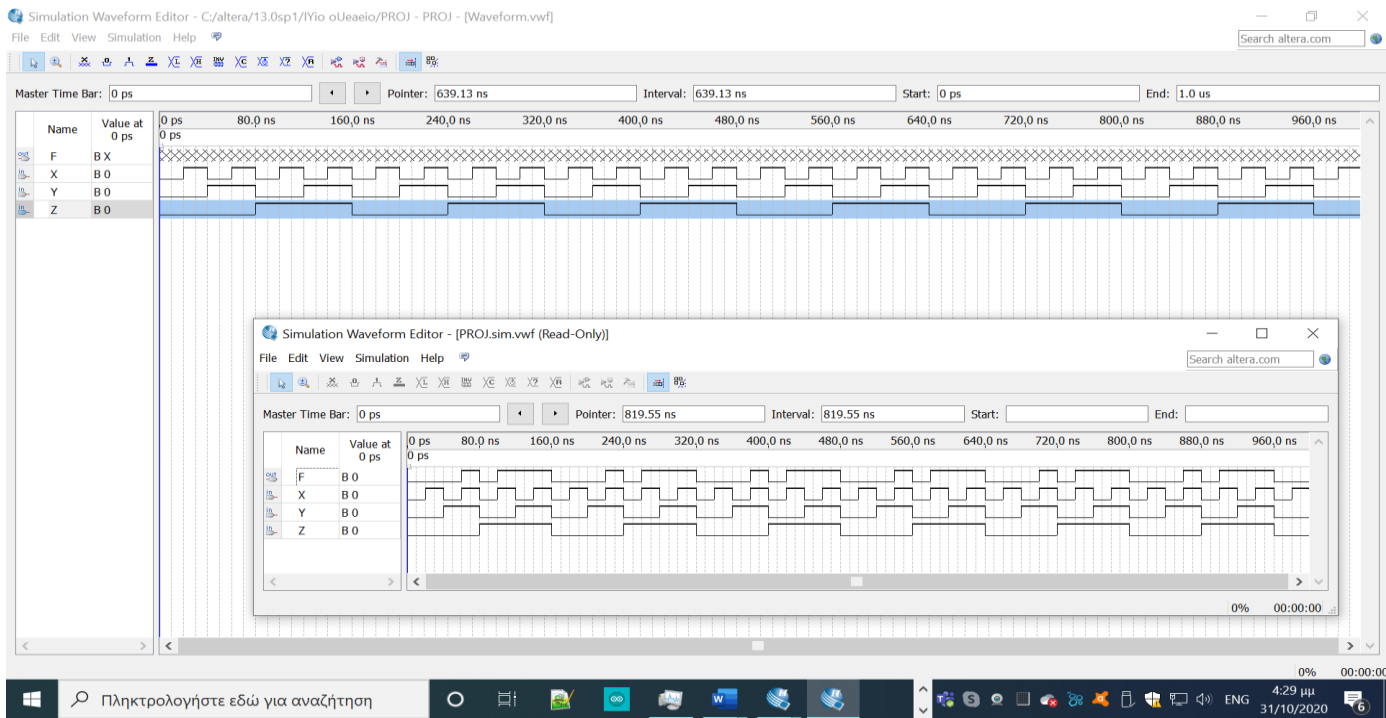 Simulation Waveform Editor - C:/altera/13.0sp1/IYio oUeaeio/PROJ - PROJ - [Waveform.vwf]
File Edit View Simulation Help
Search altera.com
Master Time Bar: 0 ps Pointer: 639.13 ns Interval: 639.13 ns Start: 0 ps End: 1.0 us
Name Value at 0 ps
0 ps 80,0 ns 160,0 ns 240,0 ns 320,0 ns 400,0 ns 480,0 ns 560,0 ns 640,0 ns 720,0 ns 800,0 ns 880,0 ns 960,0 ns
0 ps
F B X
X B 0
Y B 0
Z B 0
Simulation Waveform Editor - [PROJ.sim.vwf (Read-Only)]
File Edit View Simulation Help
Search altera.com
Master Time Bar: 0 ps Pointer: 819.55 ns Interval: 819.55 ns Start: End:
Name Value at 0 ps
0 ps 80,0 ns 160,0 ns 240,0 ns 320,0 ns 400,0 ns 480,0 ns 560,0 ns 640,0 ns 720,0 ns 800,0 ns 880,0 ns 960,0 ns
0 ps
F B 0
X B 0
Y B 0
Z B 0
0% 00:00:00
0% 00:00:00
Πληκτρολογήστε εδώ για αναζήτηση
ENG
4:29 μμ
31/10/2020
6